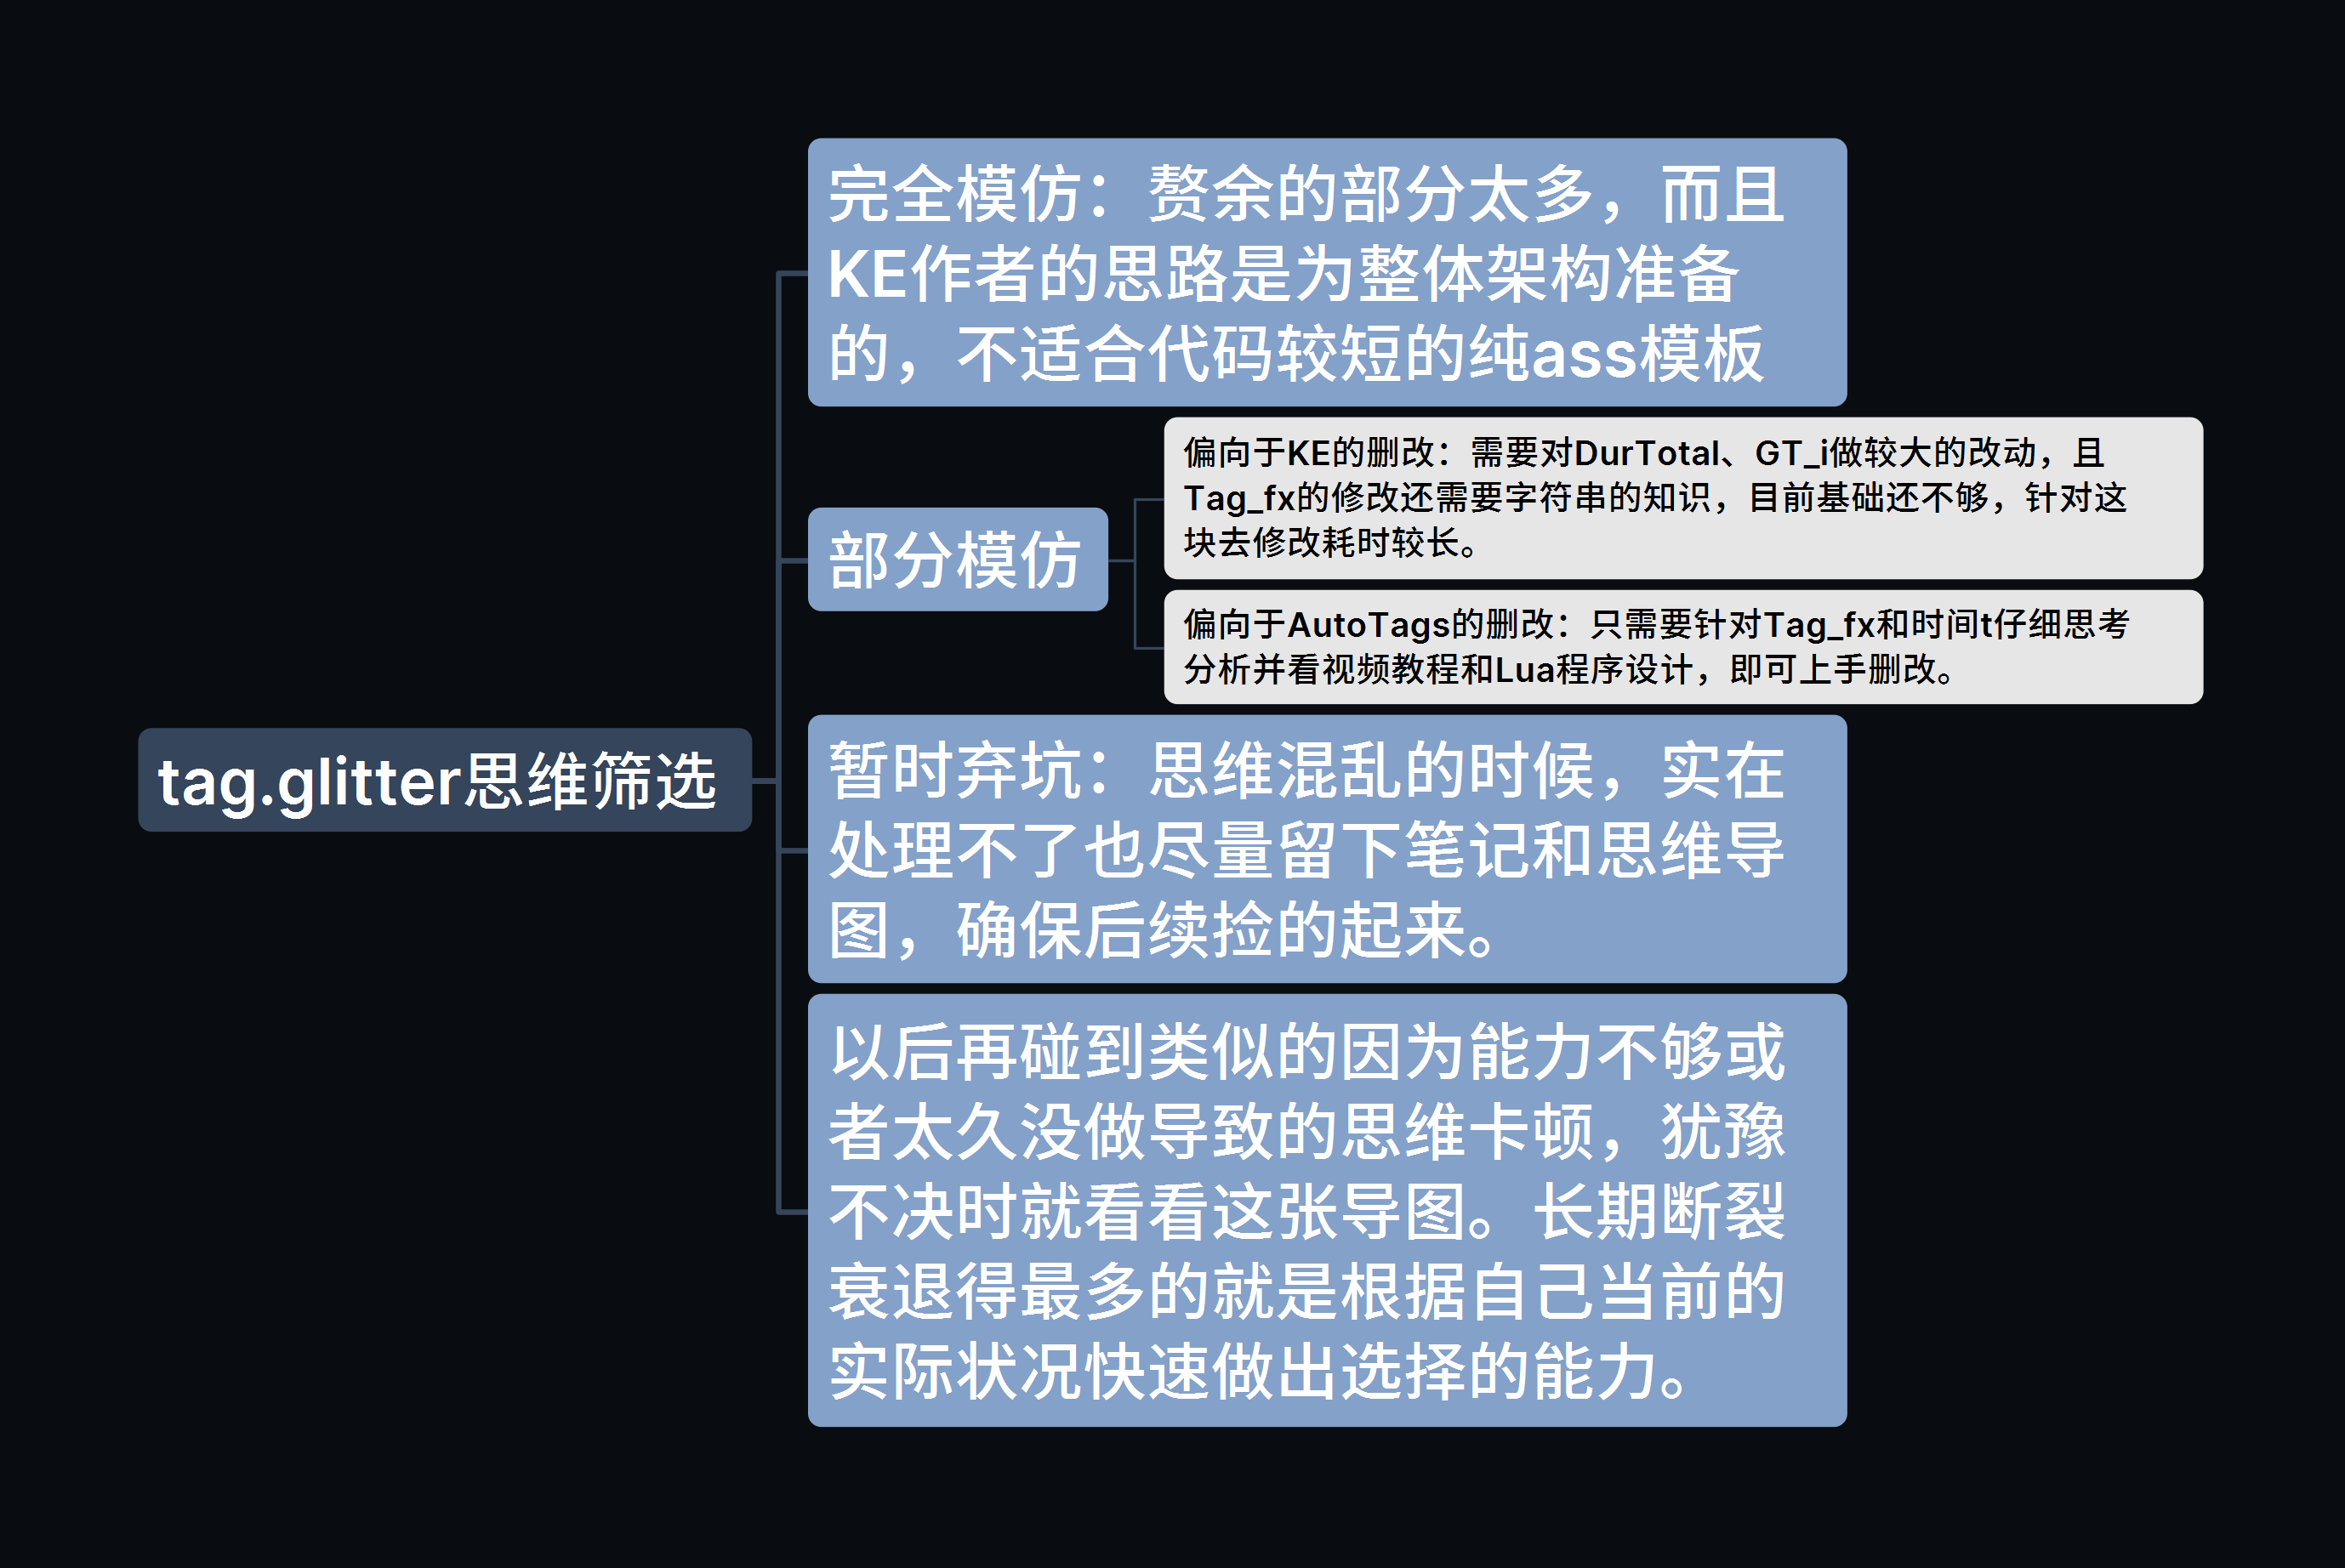 tag.glitter思维筛选
完全模仿：赘余的部分太多，而且
KE作者的思路是为整体架构准备
的，不适合代码较短的纯ass模板
部分模仿
偏向于KE的删改：需要对DurTotal、GT_i做较大的改动，且
Tag_fx的修改还需要字符串的知识，目前基础还不够，针对这
块去修改耗时较长。
偏向于AutoTags的删改：只需要针对Tag_fx和时间t仔细思考
分析并看视频教程和Lua程序设计，即可上手删改。
暂时弃坑：思维混乱的时候，实在
处理不了也尽量留下笔记和思维导
图，确保后续捡的起来。
以后再碰到类似的因为能力不够或
者太久没做导致的思维卡顿，犹豫
不决时就看看这张导图。长期断裂
衰退得最多的就是根据自己当前的
实际状况快速做出选择的能力。